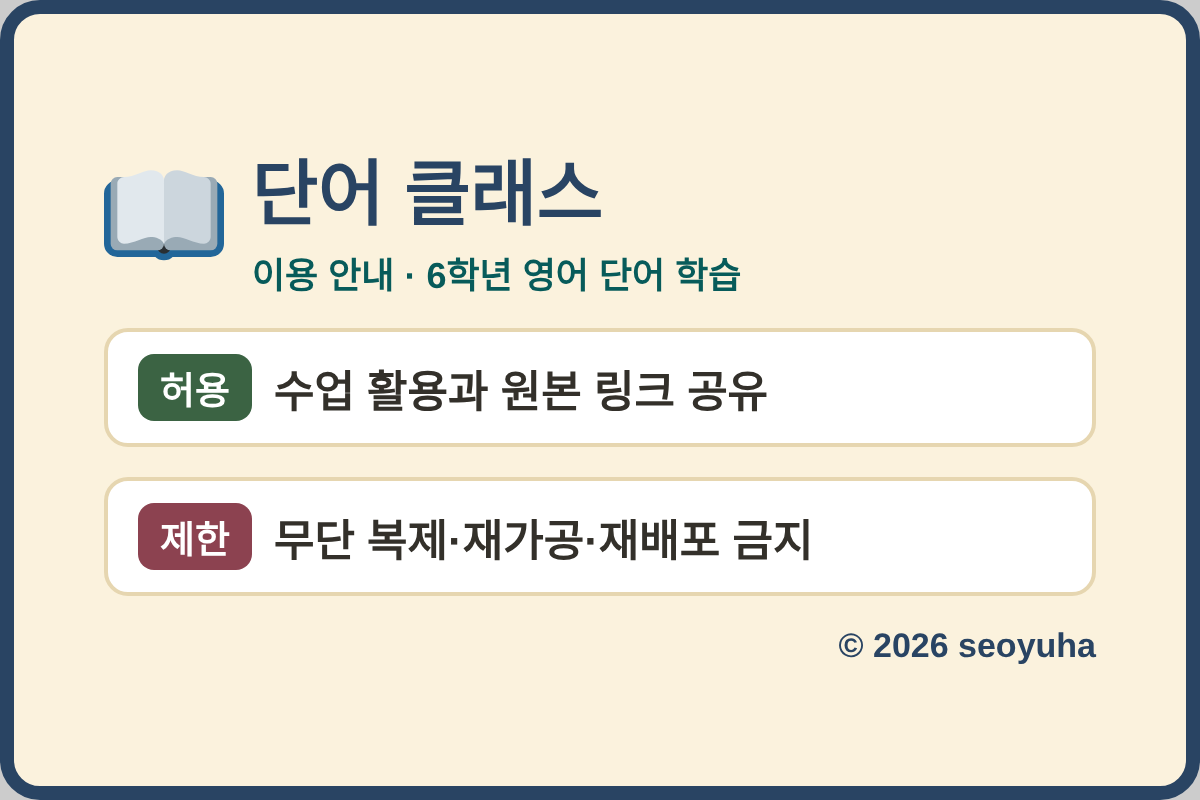 단어 클래스
이용 안내 · 6학년 영어 단어 학습
허용 수업 활용과 원본 링크 공유
제한 무단 복제·재가공·재배포 금지
© 2026 seoyuha